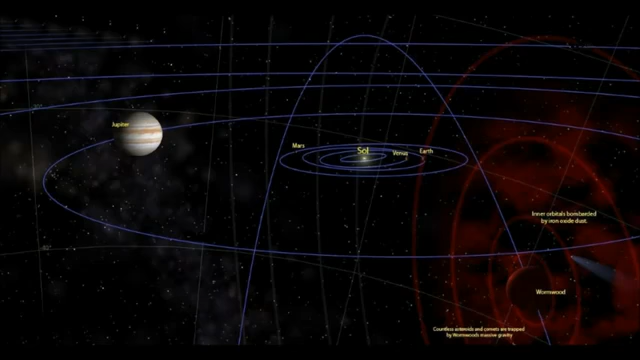 Jupiter
Mars
Sol
Venus
Earth
Inner orbitals bombarded
by iron oxide dust.
Wormwood
Countless asteroids and comets are trapped
by Wormwoods massive gravity